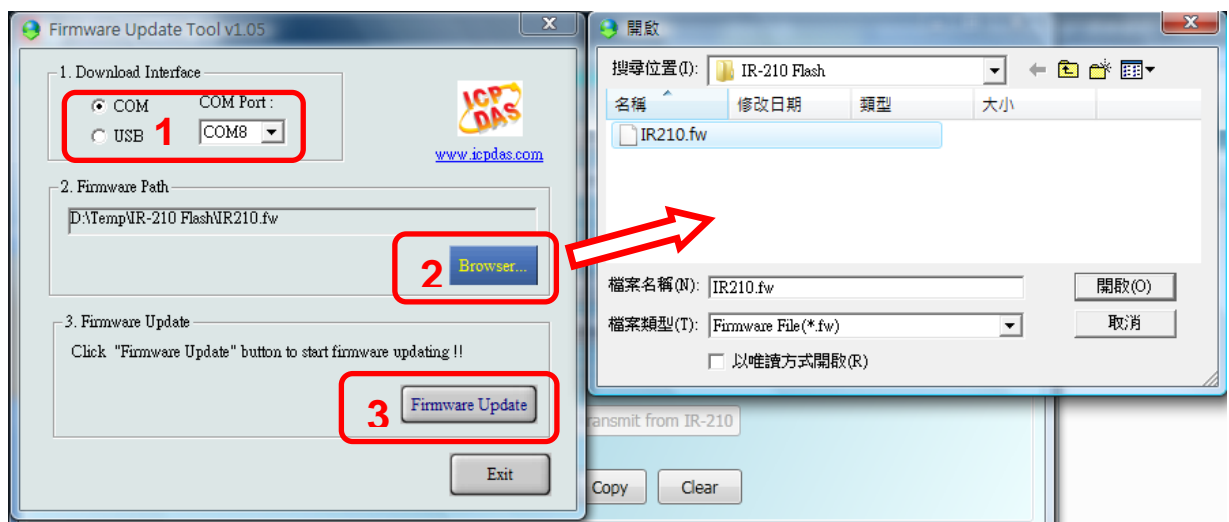 Firmware Update Tool v1.05
1. Download Interface
COM
COM Port :
USB
1
COM8
ICP
DAS
www.icpdas.com
2. Firmware Path
D:\Temp\IR-210 Flash\IR210.fw
2
Browser...
3. Firmware Update
Click "Firmware Update" button to start firmware updating !!
3
Firmware Update
Exit
開啟
搜尋位置(I):
IR-210 Flash
名稱
修改日期
類型
大小
IR210.fw
檔案名稱(N):
IR210.fw
開啟(O)
檔案類型(T):
Firmware File(*.fw)
取消
以唯讀方式開啟(R)
ransmit from IR-210
Copy
Clear